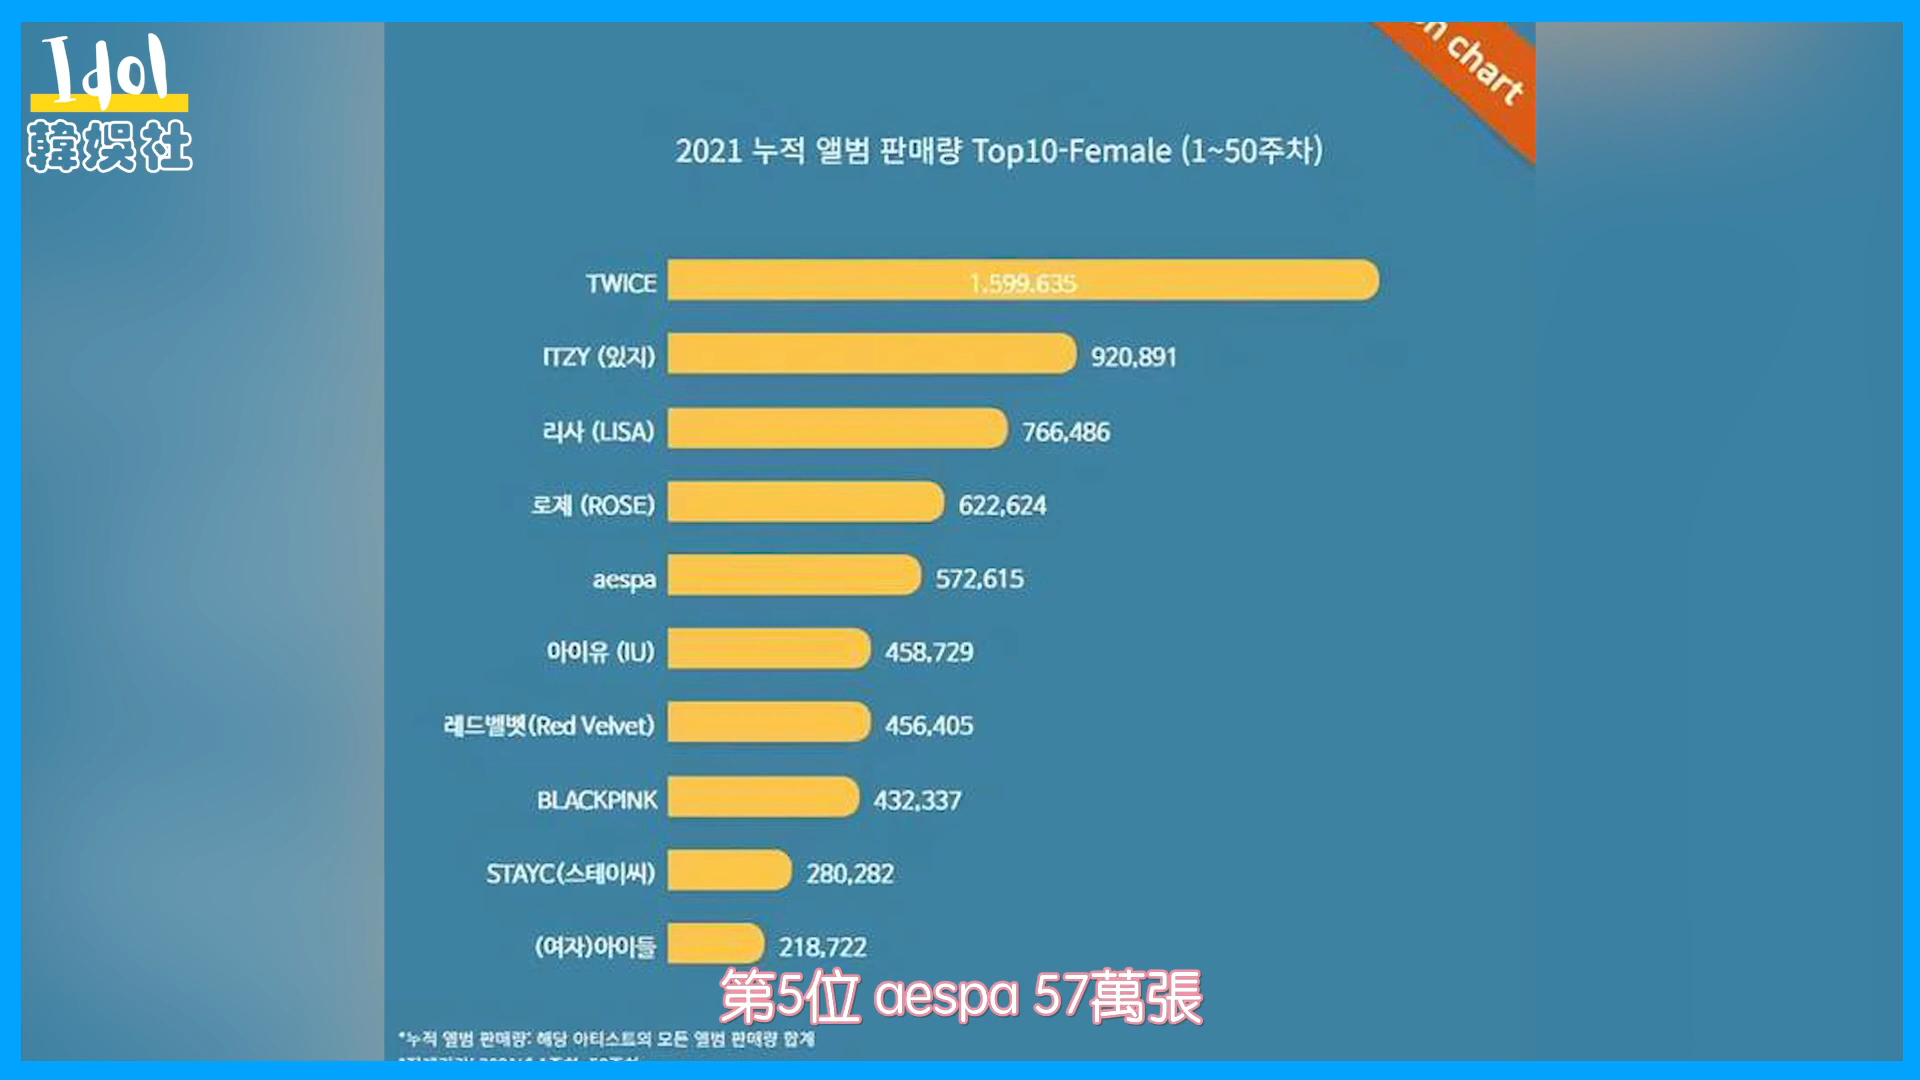 Idol
韓娛社
chart
2021 누적 앨범 판매량 Top10-Female (1~50주차)
TWICE 1,599,635
ITZY (있지) 920,891
리사 (LISA) 766,486
로제 (ROSE) 622,624
aespa 572,615
아이유 (IU) 458,729
레드벨벳(Red Velvet) 456,405
BLACKPINK 432,337
STAYC(스테이씨) 280,282
(여자)아이들 218,722
第5位 aespa 57萬張
*누적 앨범 판매량: 해당 아티스트의 모든 앨범 판매량 합계